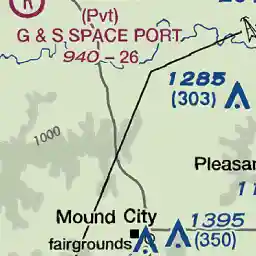 R
(Pvt)
G & S SPACE PORT
940 - 26
1285
(303)
1000
Pleasan
Mound City
1395
fairgrounds
(350)